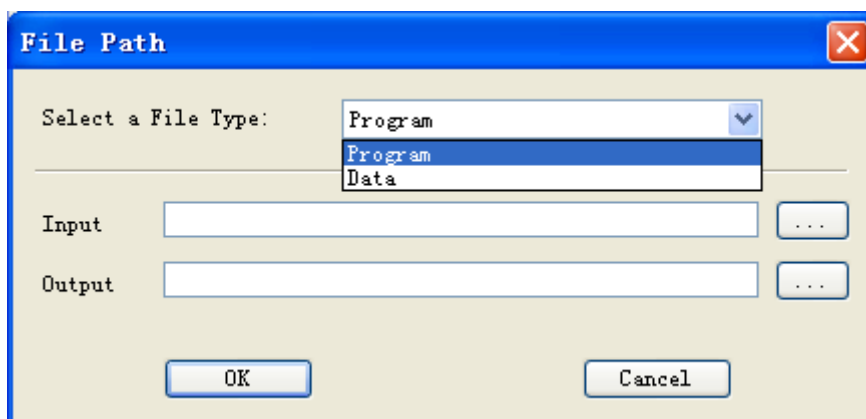 File Path
Select a File Type: Program
Program
Data
Input ...
Output ...
OK Cancel